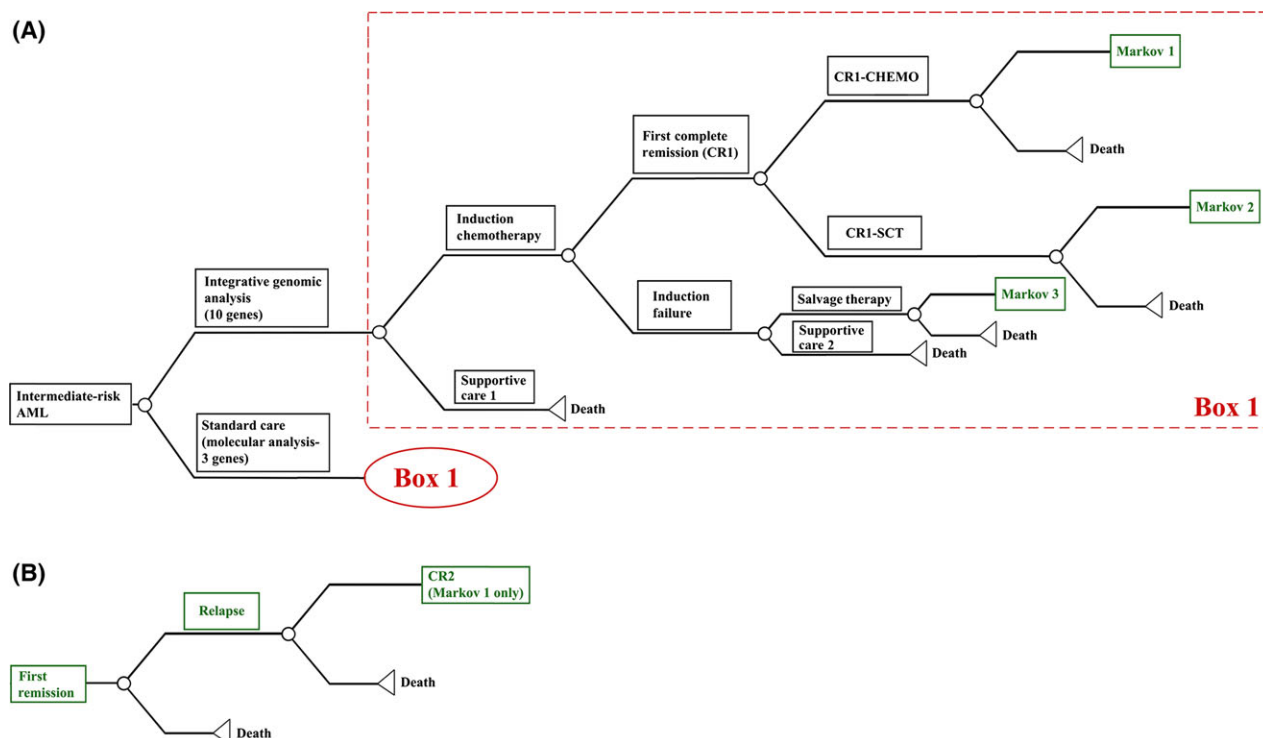 (A)
Markov 1
CR1-CHEMO
Death
First complete
remission (CR1)
Markov 2
CR1-SCT
Induction
chemotherapy
Death
Integrative genomic
analysis
(10 genes)
Induction
failure
Salvage therapy
Markov 3
Supportive
care 2
Death
Death
Intermediate-risk
AML
Supportive
care 1
Death
Box 1
Standard care
(molecular analysis-
3 genes)
Box 1
(B)
CR2
(Markov 1 only)
Relapse
Death
First
remission
Death